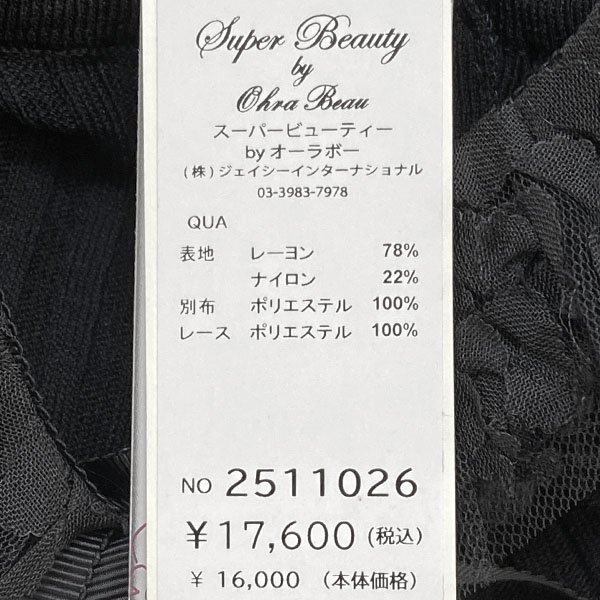 Super Beauty
by
Ohra Beau
スーパービューティー
by オーラボー
(株)ジェイシーインターナショナル
03-3983-7978
QUA
表地 レーヨン 78%
ナイロン 22%
別布 ポリエステル 100%
レース ポリエステル 100%
NO 2511026
¥17,600(税込)
¥ 16,000 (本体価格)